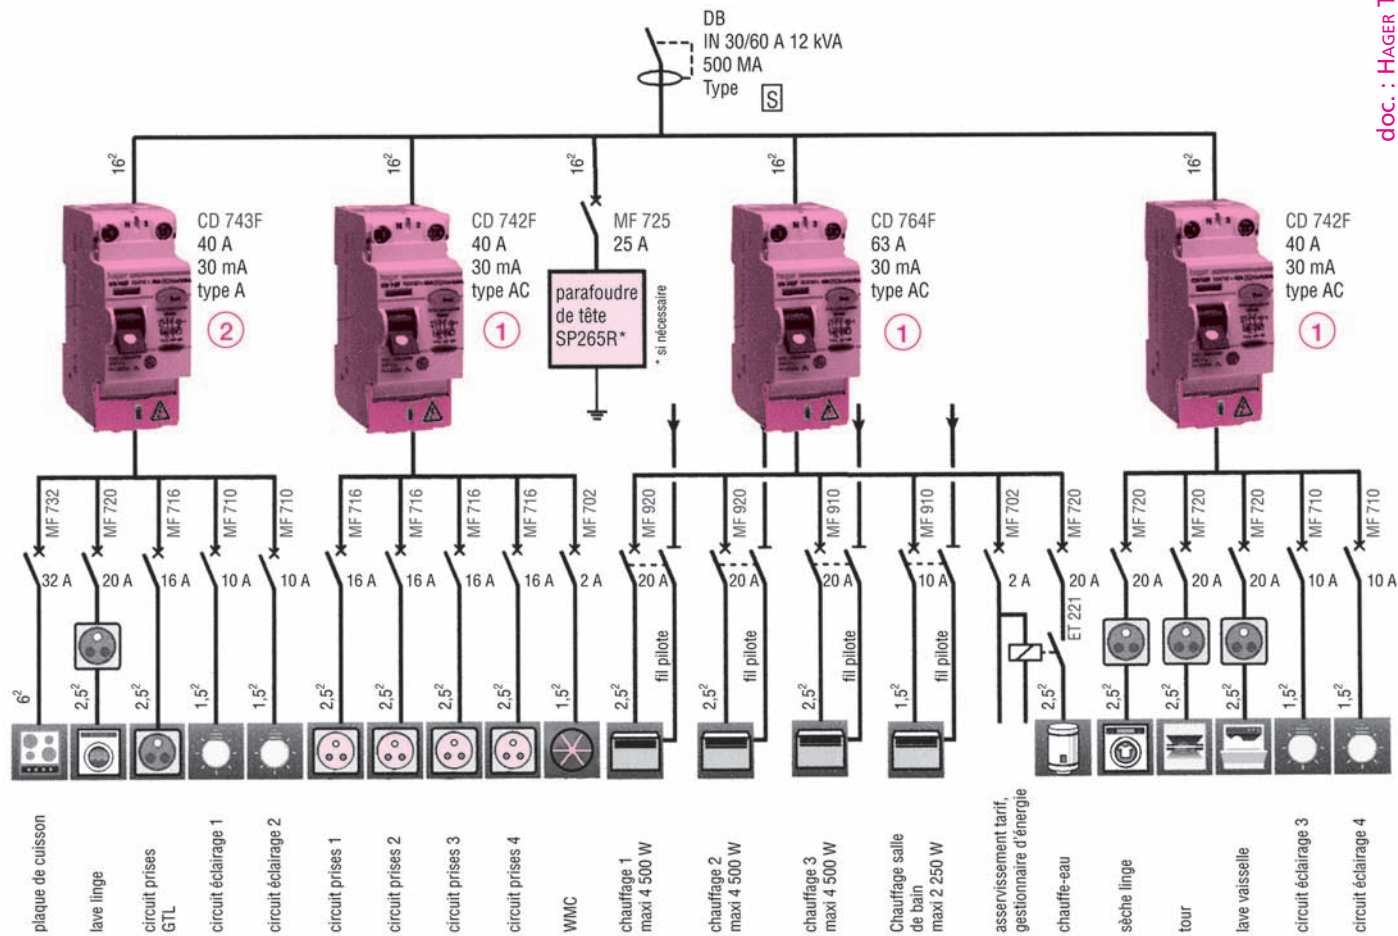 doc. : HAGER T
DB
IN 30/60 A 12 kVA
500 MA
Type S
16²
16²
16²
16²
16²
CD 743F
40 A
30 mA
type A
2
CD 742F
40 A
30 mA
type AC
1
MF 725
25 A
parafoudre
de tête
SP265R*
* si nécessaire
CD 764F
63 A
30 mA
type AC
1
CD 742F
40 A
30 mA
type AC
1
MF 732
MF 720
MF 716
MF 710
MF 710
MF 716
MF 716
MF 716
MF 716
MF 702
MF 920
MF 920
MF 910
MF 910
MF 702
MF 720
MF 720
MF 720
MF 720
MF 710
MF 710
32 A
20 A
16 A
10 A
10 A
16 A
16 A
16 A
16 A
2 A
20 A
20 A
20 A
10 A
2 A
20 A
20 A
20 A
20 A
10 A
10 A
ET 221
fil pilote
fil pilote
fil pilote
fil pilote
6²
2,5²
2,5²
1,5²
1,5²
2,5²
2,5²
2,5²
2,5²
1,5²
2,5²
2,5²
2,5²
1,5²
2,5²
2,5²
2,5²
2,5²
1,5²
1,5²
plaque de cuisson
lave linge
circuit prises
GTL
circuit éclairage 1
circuit éclairage 2
circuit prises 1
circuit prises 2
circuit prises 3
circuit prises 4
WMC
chauffage 1
maxi 4 500 W
chauffage 2
maxi 4 500 W
chauffage 3
maxi 4 500 W
Chauffage salle
de bain
maxi 2 250 W
asservissement tarif,
gestionnaire d'énergie
chauffe-eau
sèche linge
tour
lave vaisselle
circuit éclairage 3
circuit éclairage 4